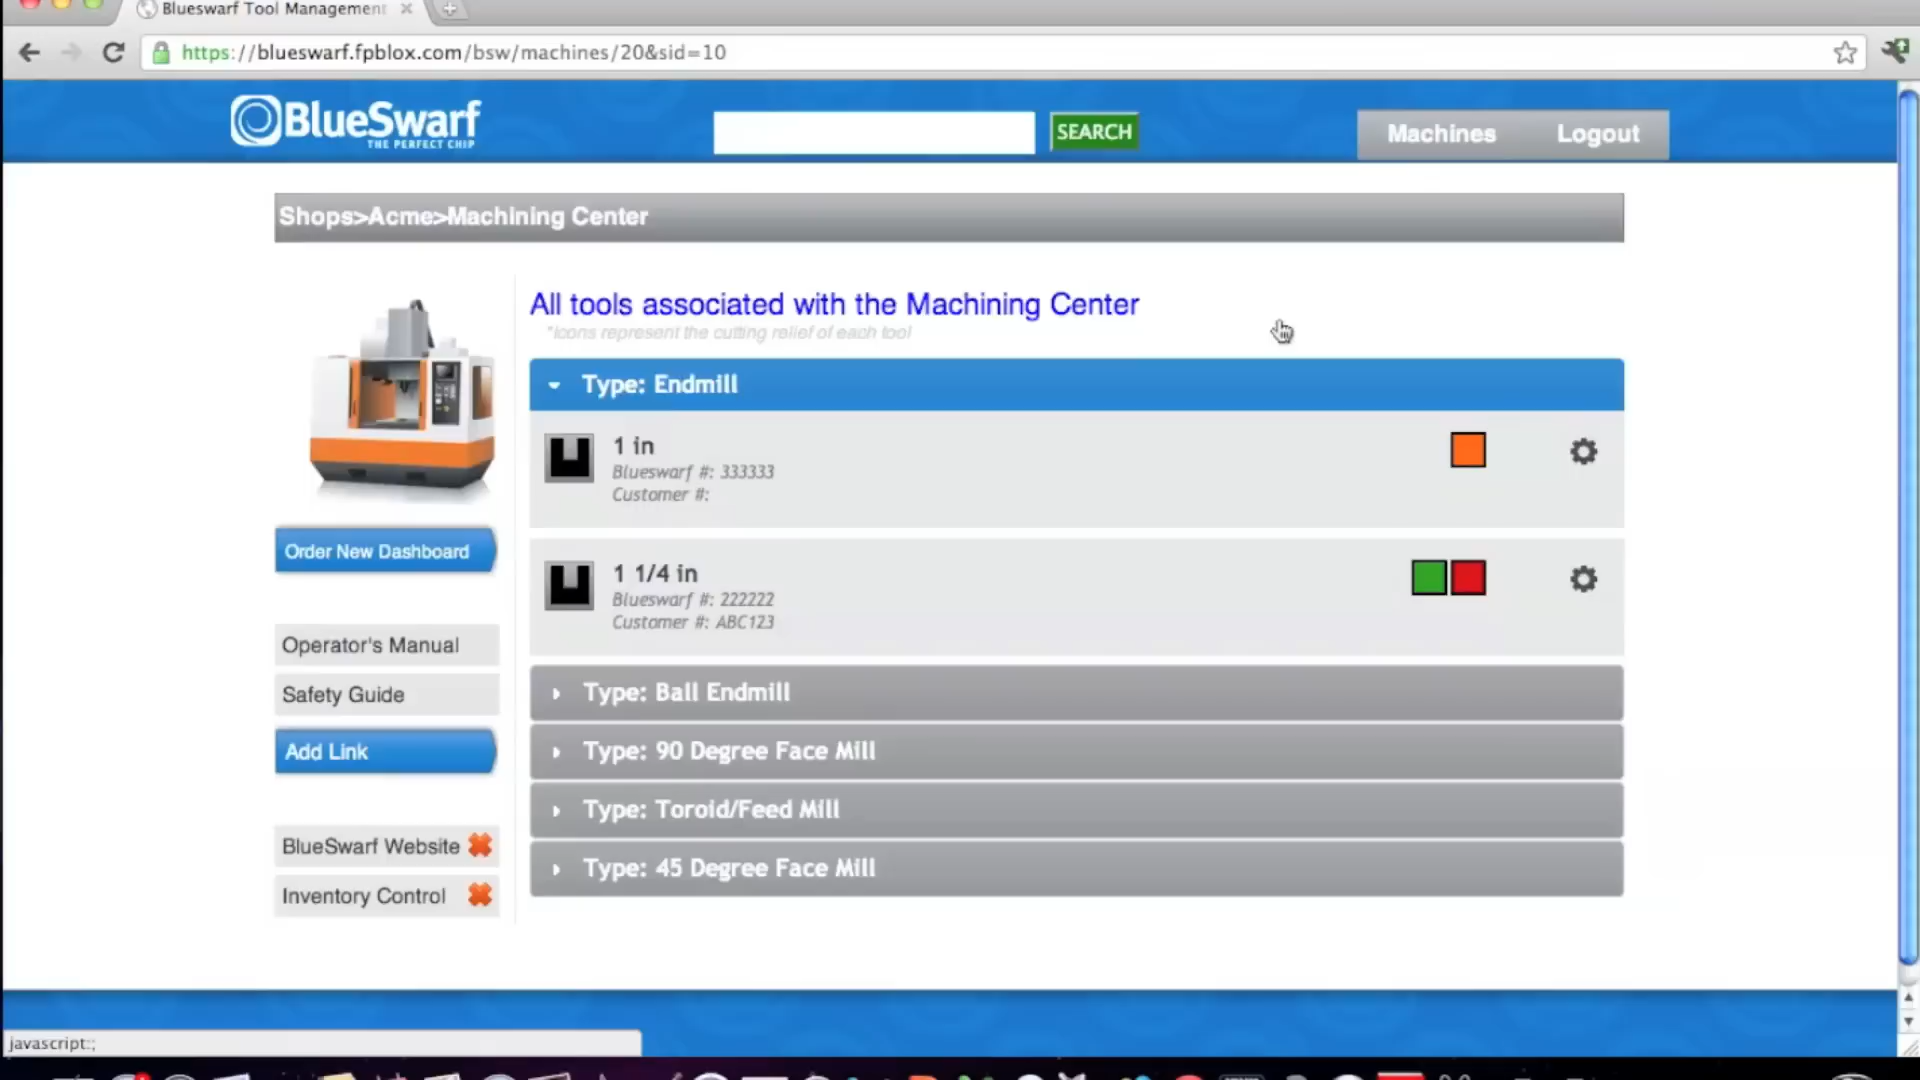 Blueswarf Tool Management
https://blueswarf.fpblox.com/bsw/machines/20&sid=10
BlueSwarf
THE PERFECT CHIP
SEARCH
Machines
Logout
Shops>Acme>Machining Center
All tools associated with the Machining Center
*Icons represent the cutting relief of each tool
Type: Endmill
1 in
Blueswarf #: 333333
Customer #:
Order New Dashboard
1 1/4 in
Blueswarf #: 222222
Customer #: ABC123
Operator's Manual
Safety Guide
Add Link
Type: Ball Endmill
Type: 90 Degree Face Mill
Type: Toroid/Feed Mill
Type: 45 Degree Face Mill
BlueSwarf Website
Inventory Control
javascript:;